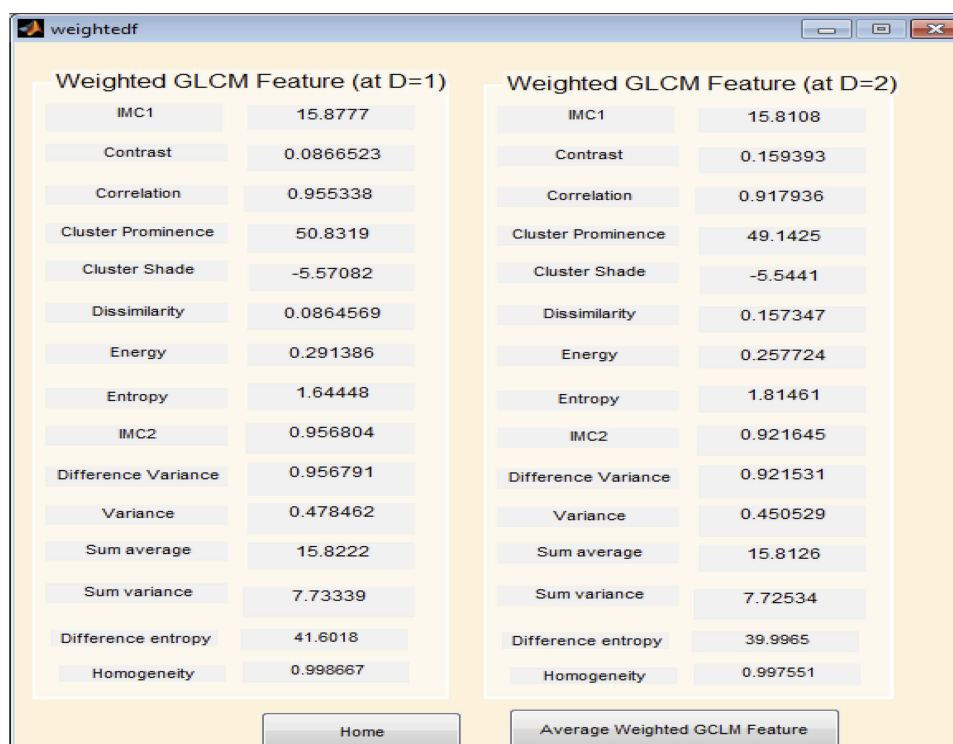 weightedf
Weighted GLCM Feature (at D=1)
IMC1 15.8777
Contrast 0.0866523
Correlation 0.955338
Cluster Prominence 50.8319
Cluster Shade -5.57082
Dissimilarity 0.0864569
Energy 0.291386
Entropy 1.64448
IMC2 0.956804
Difference Variance 0.956791
Variance 0.478462
Sum average 15.8222
Sum variance 7.73339
Difference entropy 41.6018
Homogeneity 0.998667
Home
Weighted GLCM Feature (at D=2)
IMC1 15.8108
Contrast 0.159393
Correlation 0.917936
Cluster Prominence 49.1425
Cluster Shade -5.5441
Dissimilarity 0.157347
Energy 0.257724
Entropy 1.81461
IMC2 0.921645
Difference Variance 0.921531
Variance 0.450529
Sum average 15.8126
Sum variance 7.72534
Difference entropy 39.9965
Homogeneity 0.997551
Average Weighted GCLM Feature